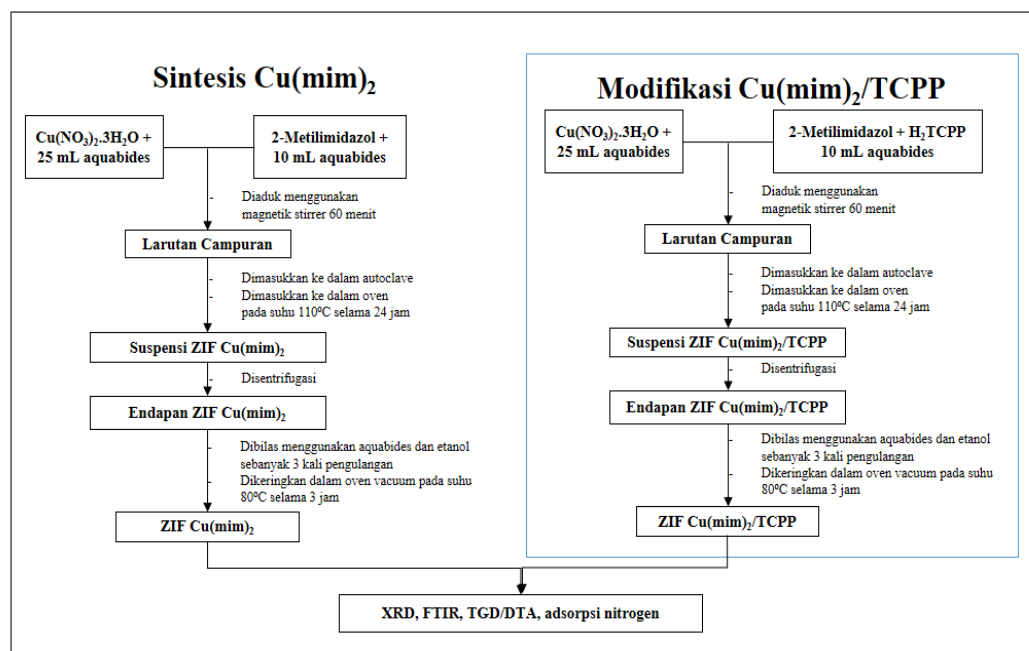 Sintesis Cu(mim)₂
Cu(NO₃)₂.3H₂O +
25 mL aquabides
2-Metilimidazol +
10 mL aquabides
- Diaduk menggunakan
magnetik stirrer 60 menit
Larutan Campuran
- Dimasukkan ke dalam autoclave
- Dimasukkan ke dalam oven
pada suhu 110⁰C selama 24 jam
Suspensi ZIF Cu(mim)₂
- Disentrifugasi
Endapan ZIF Cu(mim)₂
- Dibilas menggunakan aquabides dan etanol
sebanyak 3 kali pengulangan
- Dikeringkan dalam oven vacuum pada suhu
80⁰C selama 3 jam
ZIF Cu(mim)₂
Modifikasi Cu(mim)₂/TCPP
Cu(NO₃)₂.3H₂O +
25 mL aquabides
2-Metilimidazol + H₂TCPP
10 mL aquabides
- Diaduk menggunakan
magnetik stirrer 60 menit
Larutan Campuran
- Dimasukkan ke dalam autoclave
- Dimasukkan ke dalam oven
pada suhu 110⁰C selama 24 jam
Suspensi ZIF Cu(mim)₂/TCPP
- Disentrifugasi
Endapan ZIF Cu(mim)₂/TCPP
- Dibilas menggunakan aquabides dan etanol
sebanyak 3 kali pengulangan
- Dikeringkan dalam oven vacuum pada suhu
80⁰C selama 3 jam
ZIF Cu(mim)₂/TCPP
XRD, FTIR, TGD/DTA, adsorpsi nitrogen